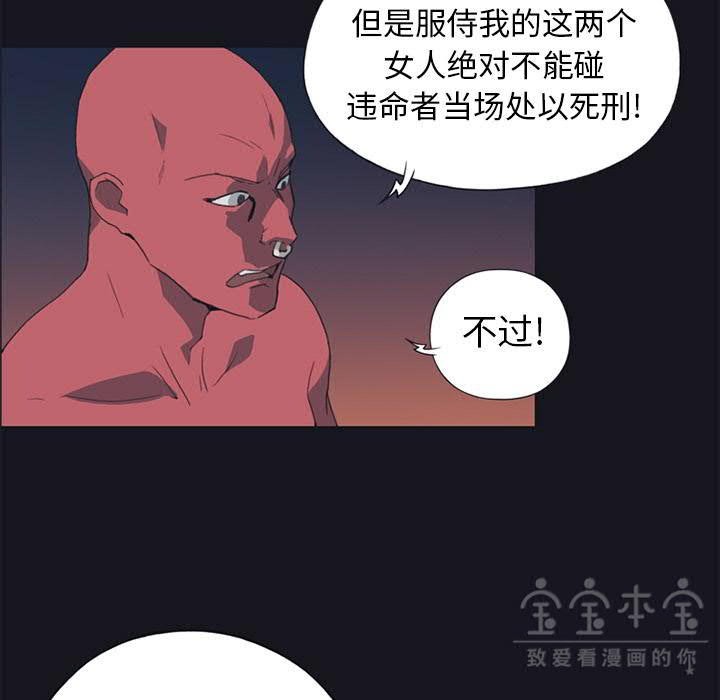 但是服侍我的这两个
女人绝对不能碰
违命者当场处以死刑!
不过!
宝宝本宝
致爱看漫画的你